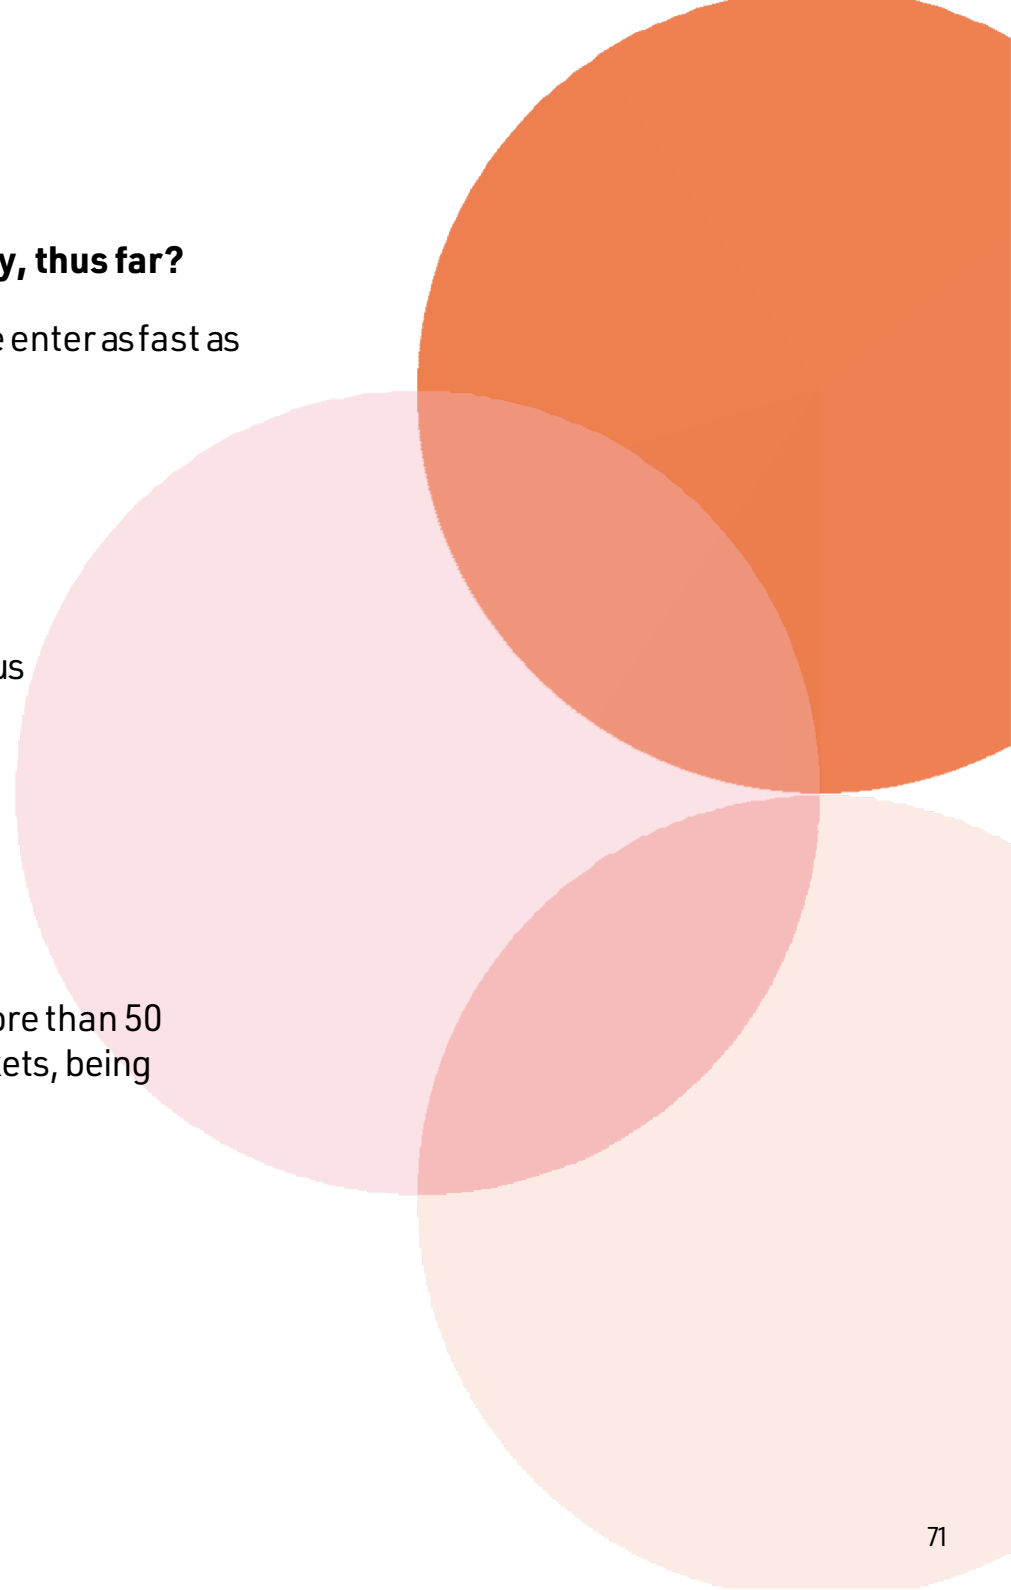 y, thus far?
e enter as fast as
us
ore than 50
ets, being
71